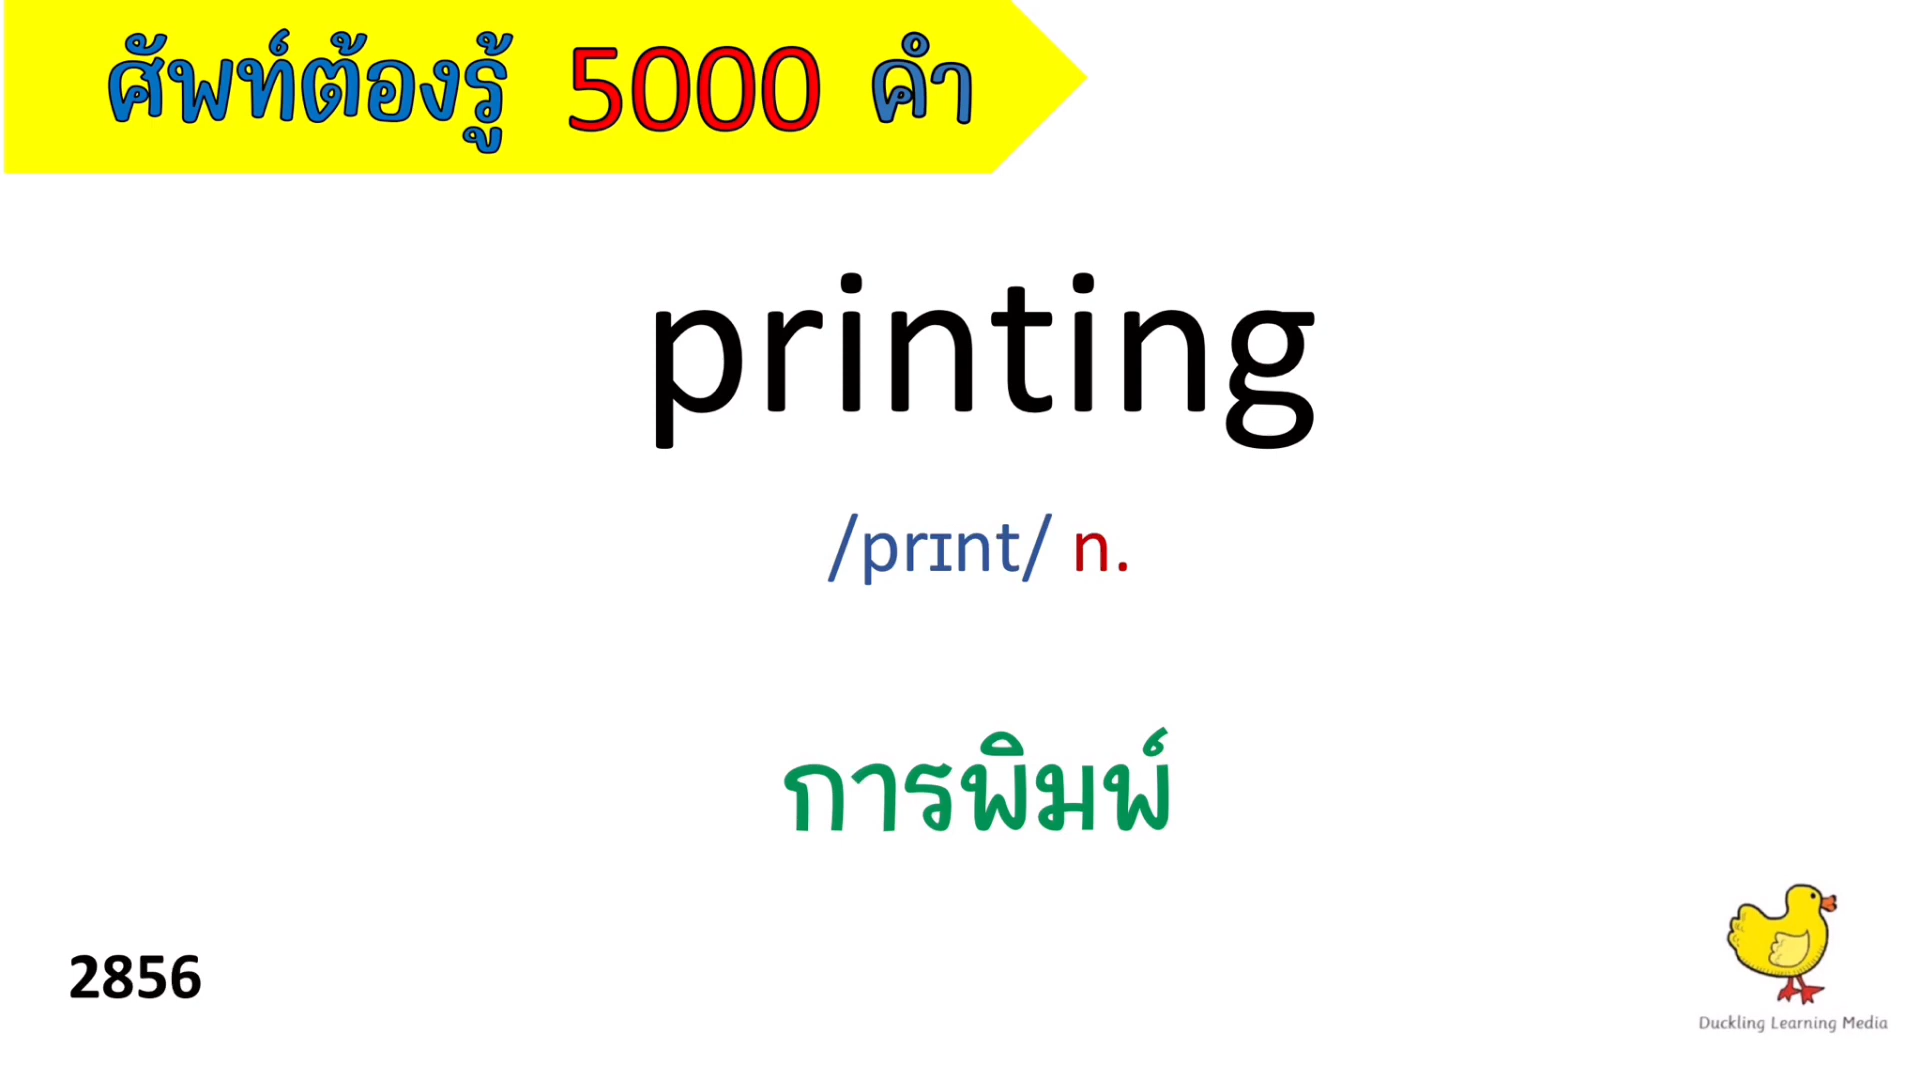 ศัพท์ต้องรู้ 5000 คำ
printing
/prɪnt/ n.
การพิมพ์
2856
Duckling Learning Media